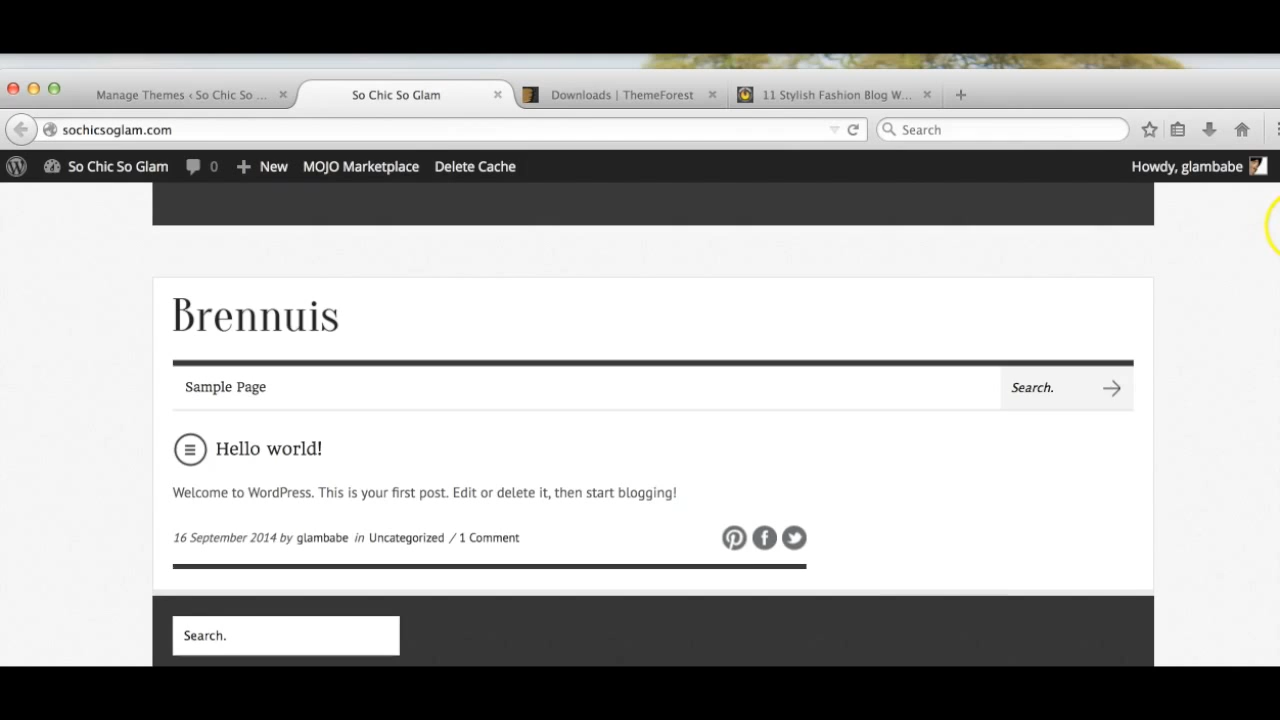 Manage Themes ‹ So Chic So ...
So Chic So Glam
Downloads | ThemeForest
11 Stylish Fashion Blog W...
sochicsoglam.com
Search
So Chic So Glam
0
New
MOJO Marketplace
Delete Cache
Howdy, glambabe
Brennuis
Sample Page
Search.
Hello world!
Welcome to WordPress. This is your first post. Edit or delete it, then start blogging!
16 September 2014 by glambabe in Uncategorized / 1 Comment
Search.